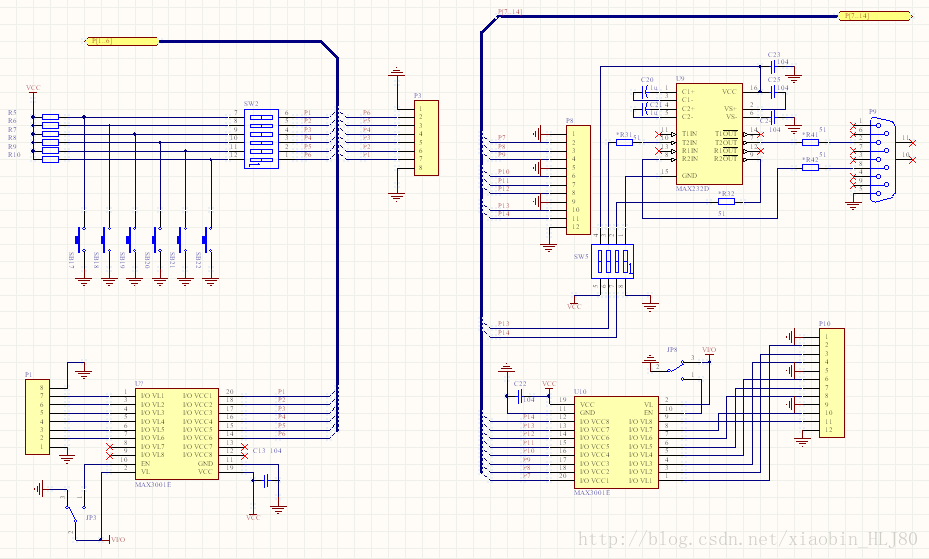 P[7..14]
P[7..14]
P[1..6]
VCC
R5
R6
R7
R8
R9
R10
SW2
7 6 P1
8 5 P2
9 4 P3
10 3 P4
11 2 P5
12 1 P6
P6
P5
P4
P3
P2
P1
P3
1
2
3
4
5
6
7
8
SB17
SB18
SB19
SB20
SB21
SB22
C23
104
C20
1u
C25
104
U9
C1+
C1-
C2+
C2-
VCC
VS+
VS-
16
T1IN
T2IN
R1IN
R2IN
T1OUT
T2OUT
R1OUT
R2OUT
15
GND
MAX232D
*R31
51
*R41
51
*R42
51
*R32
51
P9
11
10
P8
1
2
3
4
5
6
7
8
9
10
11
12
P7
P8
P9
P10
P11
P12
P13
P14
SW5
4 3 2 1
5 6 7 8
VCC
P13
P14
P1
8
7
6
5
4
3
2
1
U7
I/O VL1
I/O VL2
I/O VL3
I/O VL4
I/O VL5
I/O VL6
I/O VL7
I/O VL8
EN
VL
I/O VCC1
I/O VCC2
I/O VCC3
I/O VCC4
I/O VCC5
I/O VCC6
I/O VCC7
I/O VCC8
GND
VCC
20
18
17
16
15
14
13
12
11
19
P1
P2
P3
P4
P5
P6
C13 104
MAX3001E
VCC
JP3
VI/O
C22
104
VCC
U10
VCC
GND
I/O VCC8
I/O VCC7
I/O VCC6
I/O VCC5
I/O VCC4
I/O VCC3
I/O VCC2
I/O VCC1
VL
EN
I/O VL8
I/O VL7
I/O VL6
I/O VL5
I/O VL4
I/O VL3
I/O VL2
I/O VL1
19
11
12
13
14
15
16
17
18
20
P14
P13
P12
P11
P10
P9
P8
P7
2
10
9
8
7
6
5
4
3
1
MAX3001E
JP8
3
2
1
VI/O
P16
1
2
3
4
5
6
7
8
9
10
11
12
http://blog.csdn.net/xiaobin_HLJ80